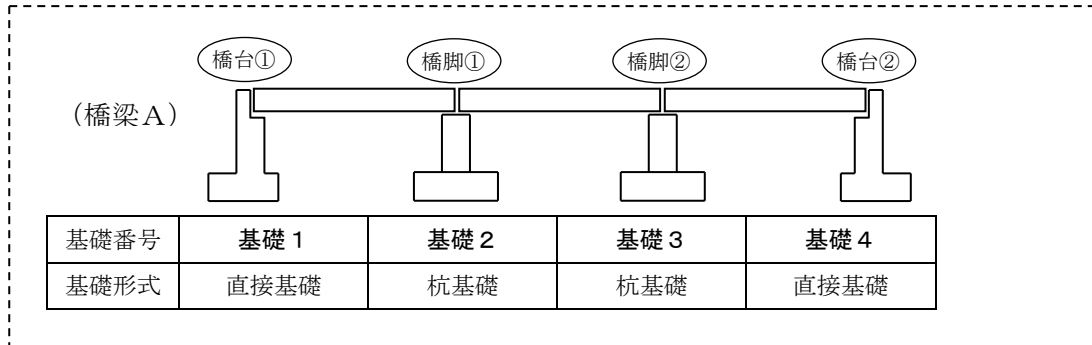 橋台① 橋脚① 橋脚② 橋台②
(橋梁A)
基礎番号 基礎1 基礎2 基礎3 基礎4
基礎形式 直接基礎 杭基礎 杭基礎 直接基礎